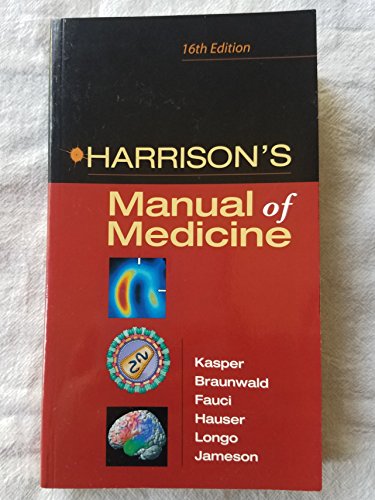 16th Edition
HARRISON'S
Manual of
Medicine
Kasper
Braunwald
Fauci
Hauser
Longo
Jameson